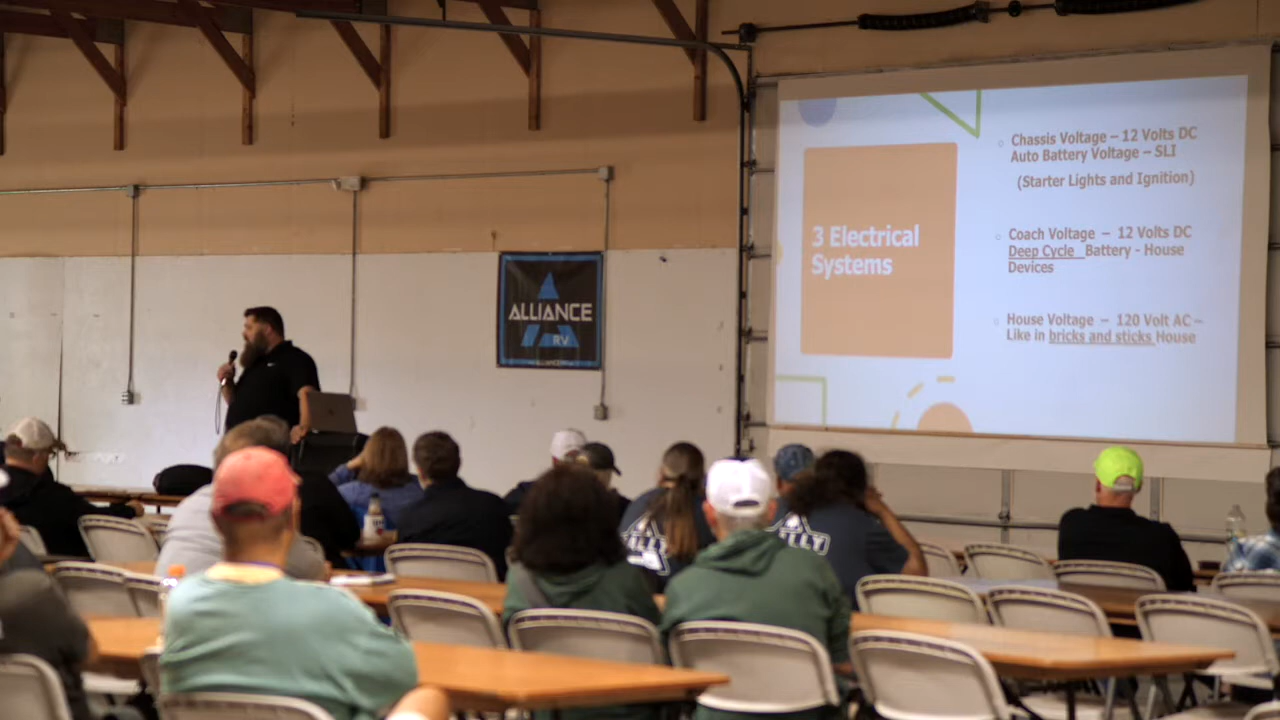 3 Electrical
Systems
Chassis Voltage – 12 Volts DC
Auto Battery Voltage – SLI
(Starter Lights and Ignition)
Coach Voltage – 12 Volts DC
Deep Cycle Battery - House
Devices
House Voltage – 120 Volt AC –
Like in bricks and sticks House
ALLIANCE
RV